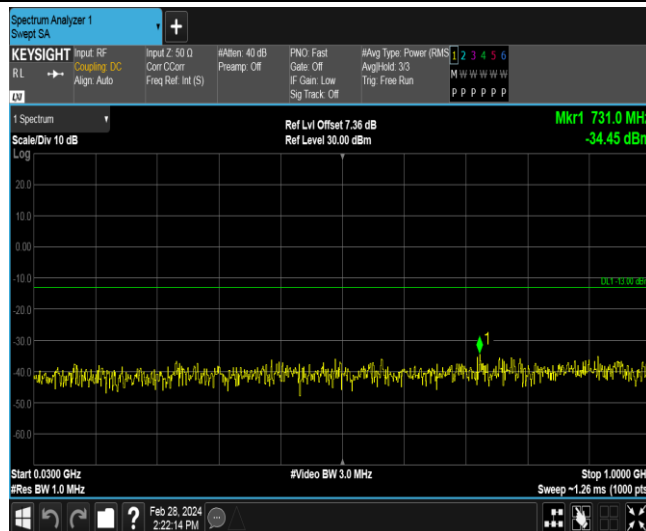 Spectrum Analyzer 1
Swept SA
+
KEYSIGHT
RL
Input: RF
Coupling: DC
Align: Auto
Input Z: 50 Ω
Corr CCorr
Freq Ref: Int (S)
#Atten: 40 dB
Preamp: Off
PNO: Fast
Gate: Off
IF Gain: Low
Sig Track: Off
#Avg Type: Power (RMS
Avg|Hold: 3/3
Trig: Free Run
1 2 3 4 5 6
M W W W W W
P P P P P P
1 Spectrum
Scale/Div 10 dB
Ref Lvl Offset 7.36 dB
Ref Level 30.00 dBm
Mkr1 731.0 MHz
-34.45 dBm
Log
20.0
10.0
0.00
-10.0
DL1 -13.00 dBm
-20.0
-30.0
1
-40.0
-50.0
-60.0
Start 0.0300 GHz
#Video BW 3.0 MHz
Stop 1.0000 GH
#Res BW 1.0 MHz
Sweep ~1.26 ms (1000 pts
?
Feb 28, 2024
2:22:14 PM